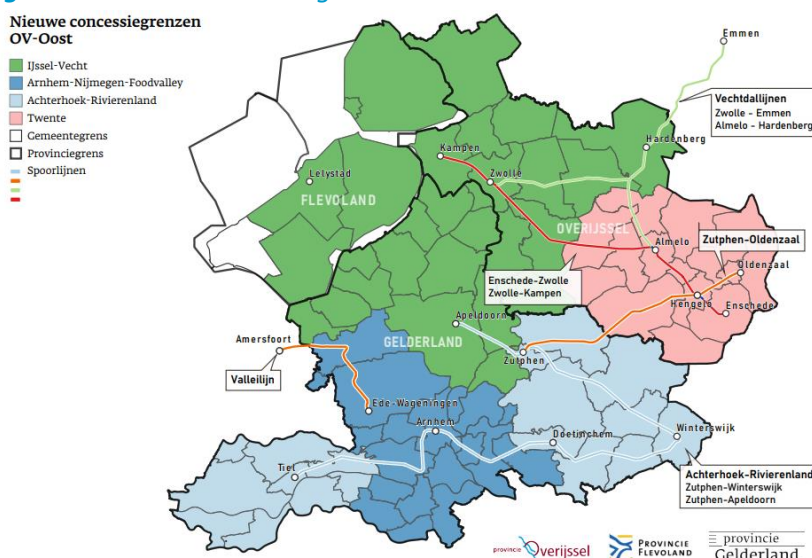 Nieuwe concessiegrenzen
OV-Oost
IJssel-Vecht
Arnhem-Nijmegen-Foodvalley
Achterhoek-Rivierenland
Twente
Gemeentegrens
Provinciegrens
Spoorlijnen
Emmen
Vechtdallijnen
Zwolle - Emmen
Almelo - Hardenberg
Hardenberg
Kampen
Zwolle
Lelystad
FLEVOLAND
OVERIJSSEL
Almelo
Zutphen-Oldenzaal
Oldenzaal
Enschede-Zwolle
Zwolle-Kampen
Hengelo
Enschede
Apeldoorn
Amersfoort
GELDERLAND
Zutphen
Valleilijn
Ede-Wageningen
Arnhem
Doetinchem
Winterswijk
Tiel
Achterhoek-Rivierenland
Zutphen-Winterswijk
Zutphen-Apeldoorn
provincie Overijssel
PROVINCIE
FLEVOLAND
provincie
Gelderland